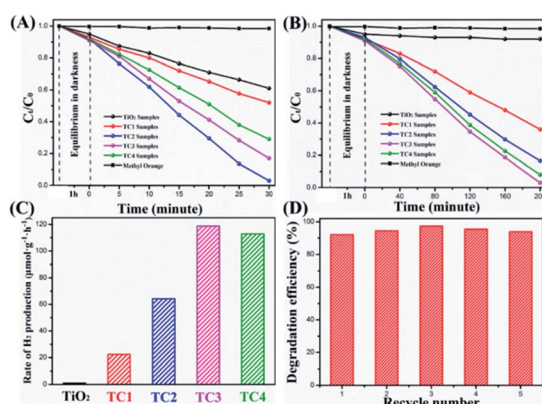 (A)
Ct/C0
1.0
0.8
0.6
0.4
0.2
0.0
Equilibrium in darkness
TiO₂ Samples
TC1 Samples
TC2 Samples
TC3 Samples
TC4 Samples
Methyl Orange
1h 0 5 10 15 20 25 30
Time (minute)
(B)
Ct/C0
1.0
0.8
0.6
0.4
0.2
0.0
Equilibrium in darkness
TiO₂ Samples
TC1 Samples
TC2 Samples
TC3 Samples
TC4 Samples
Methyl Orange
1h 0 40 80 120 160 200
Time (minute)
(C)
Rate of H₂ production (μmol·g⁻¹·h⁻¹)
120
100
80
60
40
20
0
TiO₂ TC1 TC2 TC3 TC4
(D)
Degradation efficiency (%)
100
80
60
40
20
0
1 2 3 4 5
Recycle number